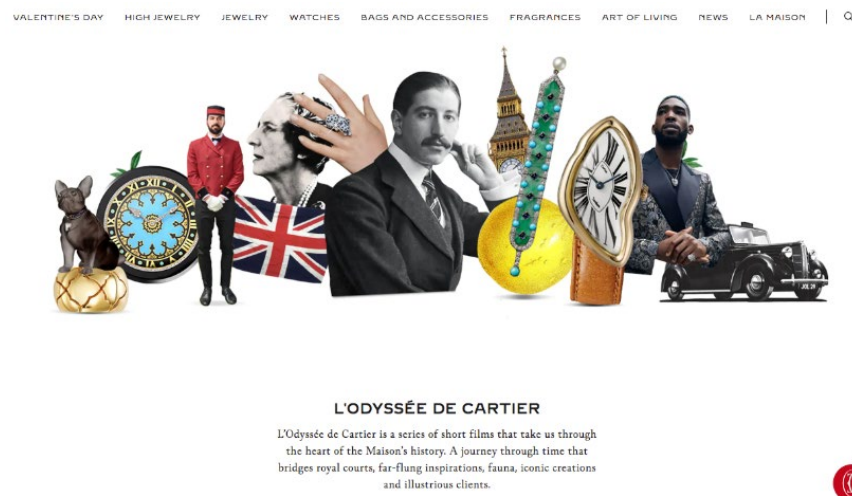 VALENTINE'S DAY HIGH JEWELRY JEWELRY WATCHES BAGS AND ACCESSORIES FRAGRANCES ART OF LIVING NEWS LA MAISON
L'ODYSSÉE DE CARTIER
L'Odyssée de Cartier is a series of short films that take us through
the heart of the Maison's history. A journey through time that
bridges royal courts, far-flung inspirations, fauna, iconic creations
and illustrious clients.